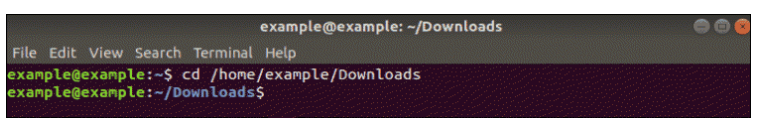 example@example: ~/Downloads
File Edit View Search Terminal Help
example@example:~$ cd /home/example/Downloads
example@example:~/Downloads$